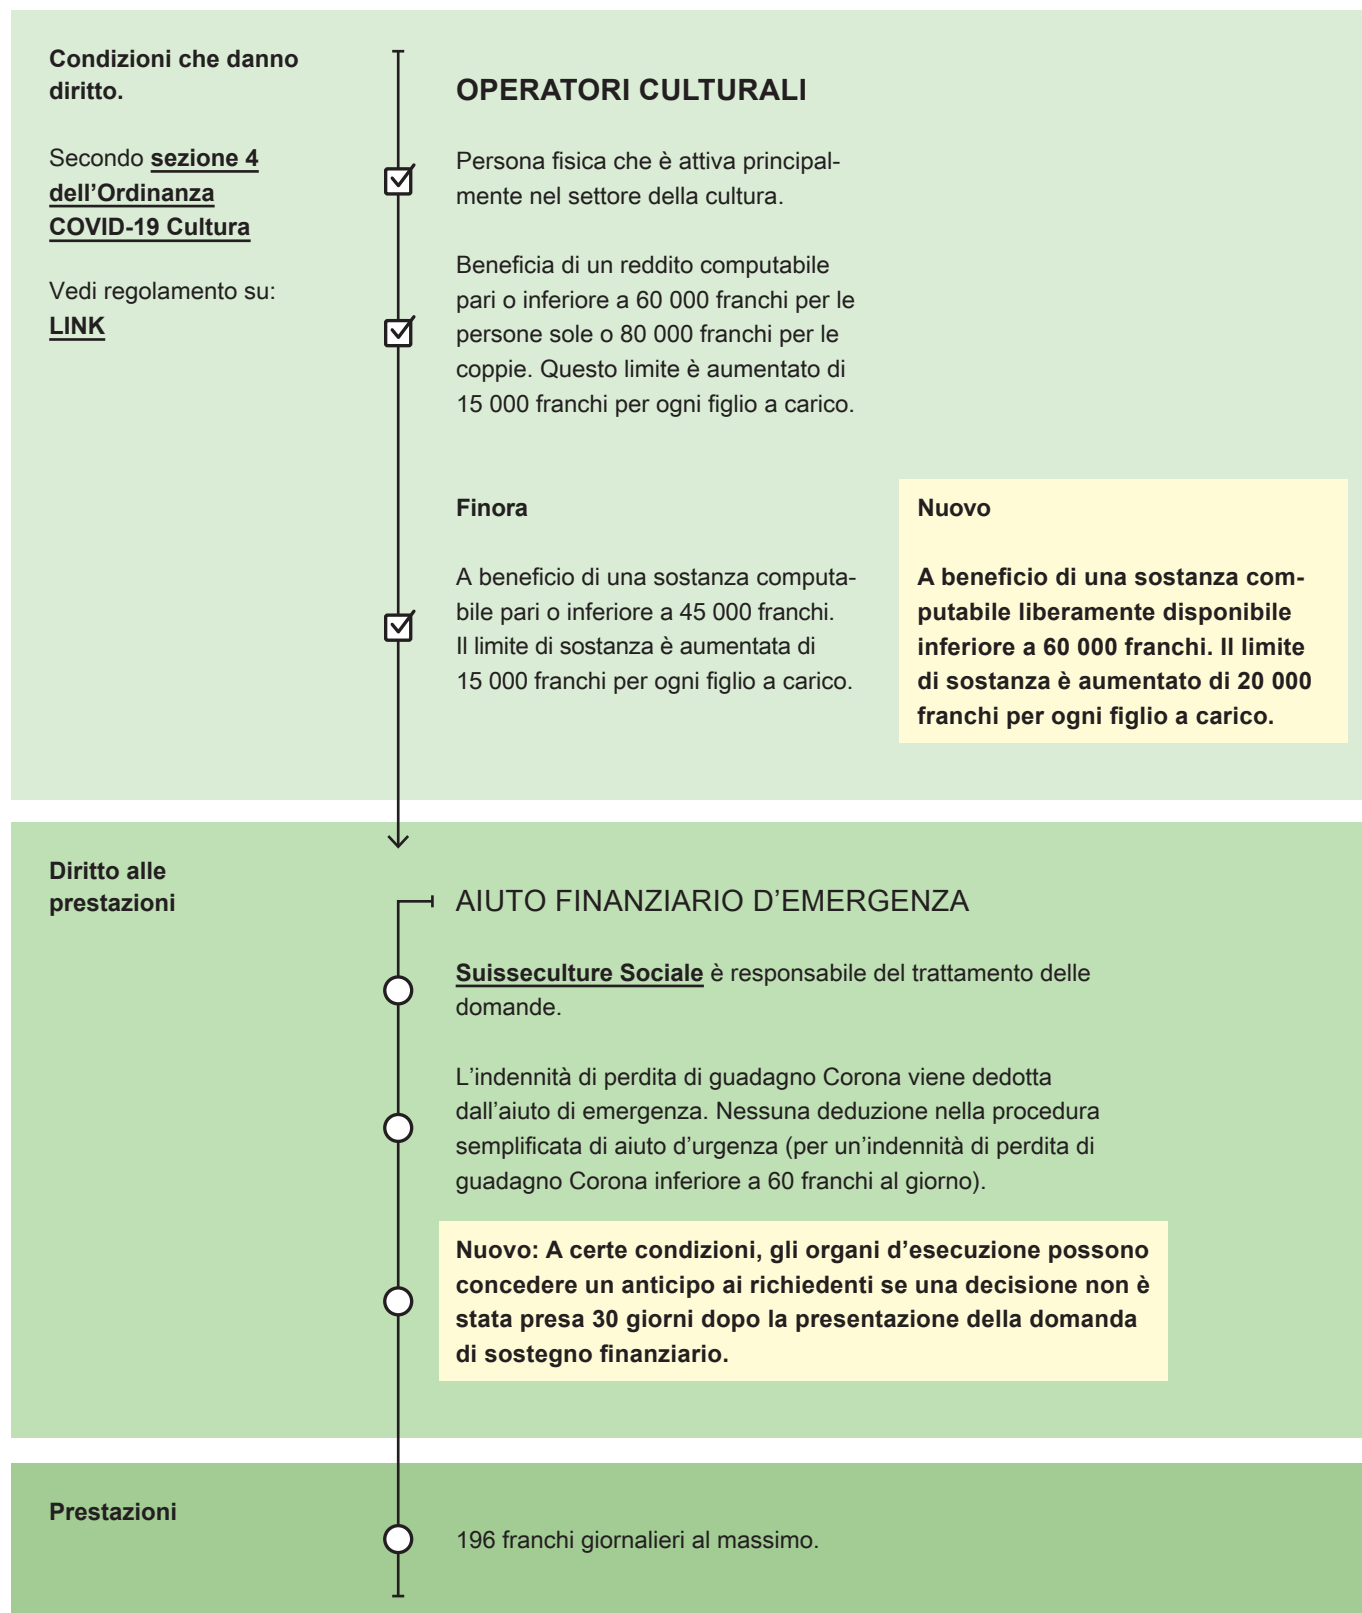 Condizioni che danno
diritto.
Secondo sezione 4
dell’Ordinanza
COVID-19 Cultura
Vedi regolamento su:
LINK
OPERATORI CULTURALI
Persona fisica che è attiva principal-
mente nel settore della cultura.
Beneficia di un reddito computabile
pari o inferiore a 60 000 franchi per le
persone sole o 80 000 franchi per le
coppie. Questo limite è aumentato di
15 000 franchi per ogni figlio a carico.
Finora
A beneficio di una sostanza computa-
bile pari o inferiore a 45 000 franchi.
Il limite di sostanza è aumentata di
15 000 franchi per ogni figlio a carico.
Nuovo
A beneficio di una sostanza com-
putabile liberamente disponibile
inferiore a 60 000 franchi. Il limite
di sostanza è aumentato di 20 000
franchi per ogni figlio a carico.
Diritto alle
prestazioni
AIUTO FINANZIARIO D’EMERGENZA
Suisseculture Sociale è responsabile del trattamento delle
domande.
L’indennità di perdita di guadagno Corona viene dedotta
dall’aiuto di emergenza. Nessuna deduzione nella procedura
semplificata di aiuto d’urgenza (per un’indennità di perdita di
guadagno Corona inferiore a 60 franchi al giorno).
Nuovo: A certe condizioni, gli organi d’esecuzione possono
concedere un anticipo ai richiedenti se una decisione non è
stata presa 30 giorni dopo la presentazione della domanda
di sostegno finanziario.
Prestazioni
196 franchi giornalieri al massimo.